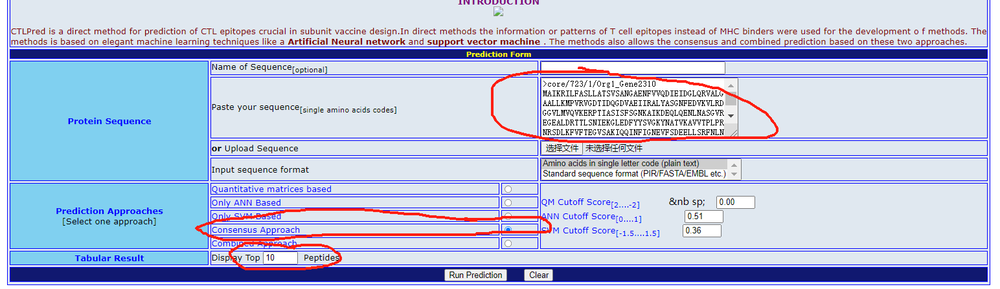 INTRODUCTION
CTLPred is a direct method for prediction of CTL epitopes crucial in subunit vaccine design.In direct methods the information or patterns of T cell epitopes instead of MHC binders were used for the development o f methods. The
methods is based on elegant machine learning techniques like a Artificial Neural network and support vector machine . The methods also allows the consensus and combined prediction based on these two approaches.
Prediction Form
Protein Sequence
Name of Sequence[optional]
Paste your sequence[single amino acids codes]
>core/723/1/Org1_Gene2310
MAIKRILFASLLATSVSANGAENFVVQDIEIDGLQRVALG
AALLKMPVRVGDTIDQGDVAEIIRALYASGNFEDVKVLRD
GGVLMVQVKERPTIASISFSGNKAIKDEQLQENLNASGVR
EGEALDRTTLSNIEKGLEDFYYSVGKYNATVKAVVTPLPR
NRSDLKFVFTEGVSAKIQQINFIGNEVFSDEELLSRFNLN
or Upload Sequence
选择文件 未选择任何文件
Input sequence format
Amino acids in single letter code (plain text)
Standard sequence format (PIR/FASTA/EMBL etc.)
Prediction Approaches
[Select one approach]
Quantitative matrices based
Only ANN Based
Only SVM Based
Consensus Approach
Combined Approach
QM Cutoff Score[2....-2] &nb sp; 0.00
ANN Cutoff Score[0....1] 0.51
SVM Cutoff Score[-1.5....1.5] 0.36
Tabular Result
Display Top 10 Peptides
Run Prediction Clear